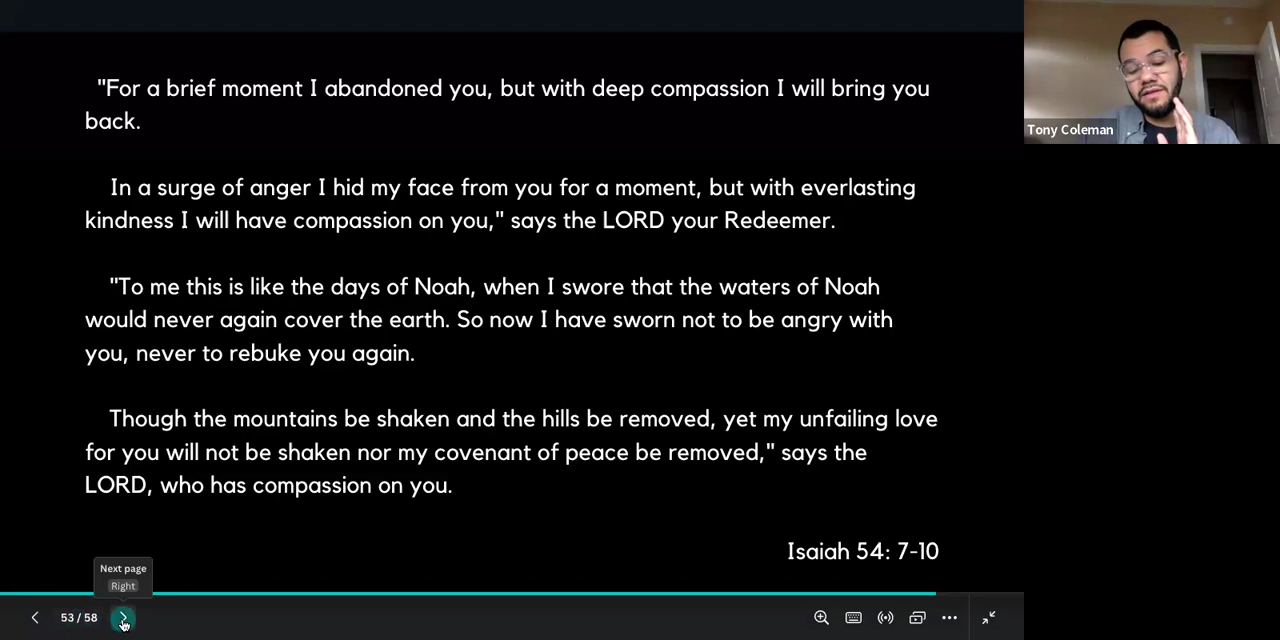 "For a brief moment I abandoned you, but with deep compassion I will bring you
back.
In a surge of anger I hid my face from you for a moment, but with everlasting
kindness I will have compassion on you," says the LORD your Redeemer.
"To me this is like the days of Noah, when I swore that the waters of Noah
would never again cover the earth. So now I have sworn not to be angry with
you, never to rebuke you again.
Though the mountains be shaken and the hills be removed, yet my unfailing love
for you will not be shaken nor my covenant of peace be removed," says the
LORD, who has compassion on you.
Isaiah 54: 7-10
Tony Coleman
Next page
Right
53 / 58